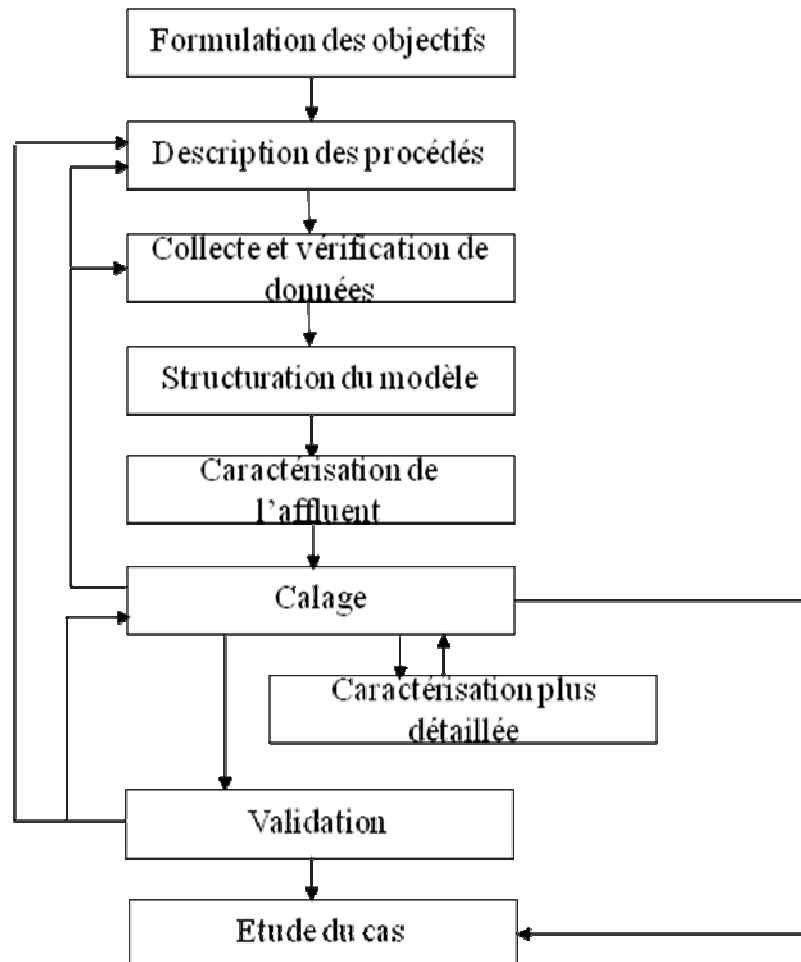 Formulation des objectifs
Description des procédés
Collecte et vérification de
données
Structuration du modèle
Caractérisation de
l’affluent
Calage
Caractérisation plus
détaillée
Validation
Etude du cas